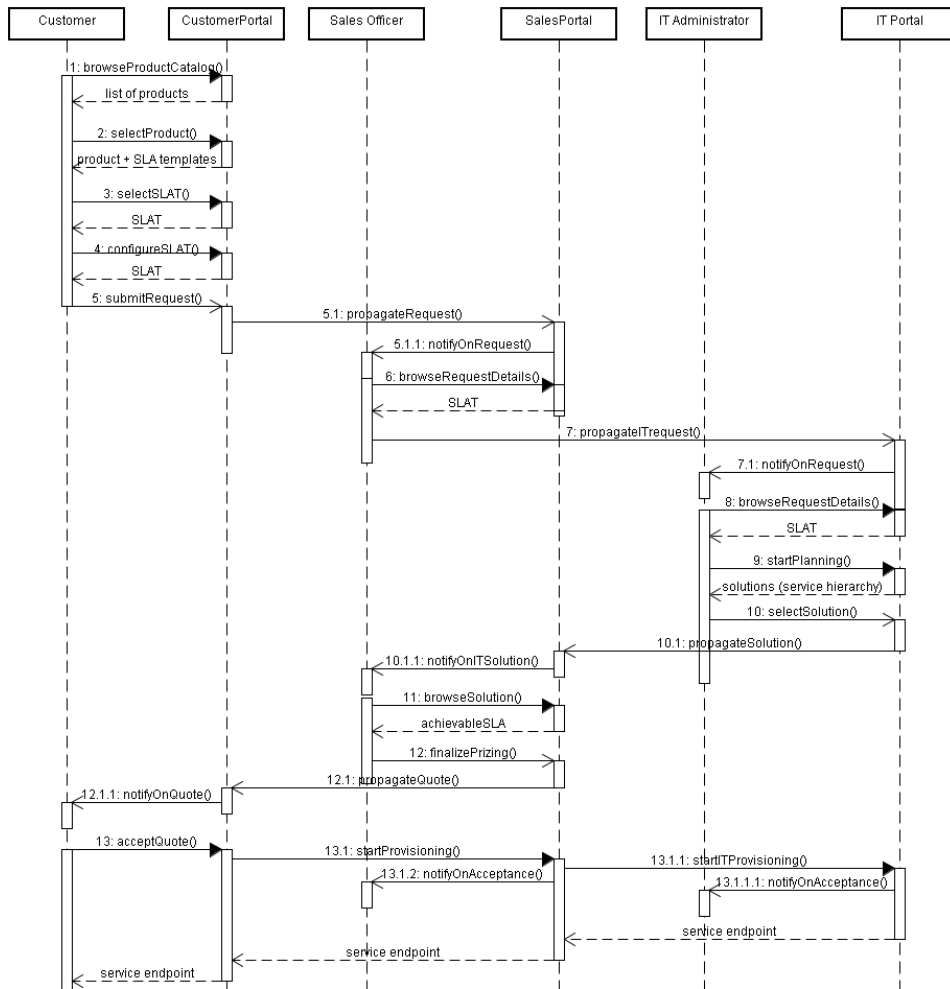 Customer
CustomerPortal
Sales Officer
SalesPortal
IT Administrator
IT Portal
1: browseProductCatalog()
list of products
2: selectProduct()
product + SLA templates
3: selectSLAT()
SLAT
4: configureSLAT()
SLAT
5: submitRequest()
5.1: propagateRequest()
5.1.1: notifyOnRequest()
6: browseRequestDetails()
SLAT
7: propagateITrequest()
7.1: notifyOnRequest()
8: browseRequestDetails()
SLAT
9: startPlanning()
solutions (service hierarchy)
10: selectSolution()
10.1: propagateSolution()
10.1.1: notifyOnITSolution()
11: browseSolution()
achievableSLA
12: finalizePrizing()
12.1: propagateQuote()
12.1.1: notifyOnQuote()
13: acceptQuote()
13.1: startProvisioning()
13.1.1: startITProvisioning()
13.1.2: notifyOnAcceptance()
13.1.1.1: notifyOnAcceptance()
service endpoint
service endpoint
service endpoint